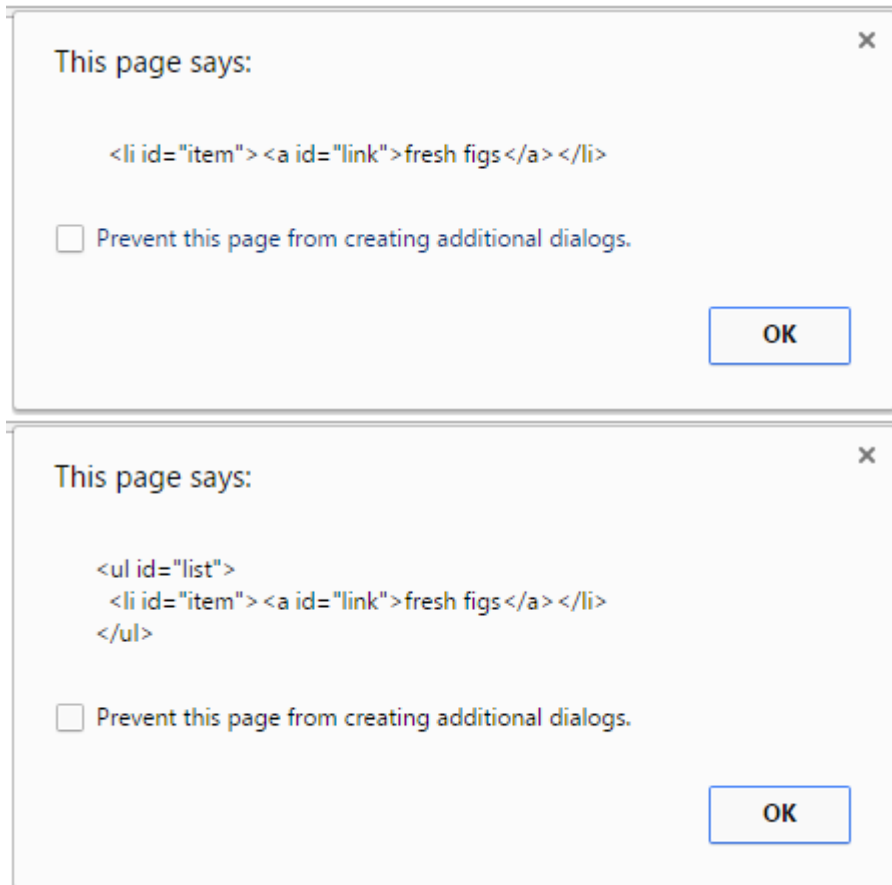 This page says:
<li id="item"><a id="link">fresh figs</a></li>
Prevent this page from creating additional dialogs.
OK
This page says:
<ul id="list">
<li id="item"><a id="link">fresh figs</a></li>
</ul>
Prevent this page from creating additional dialogs.
OK